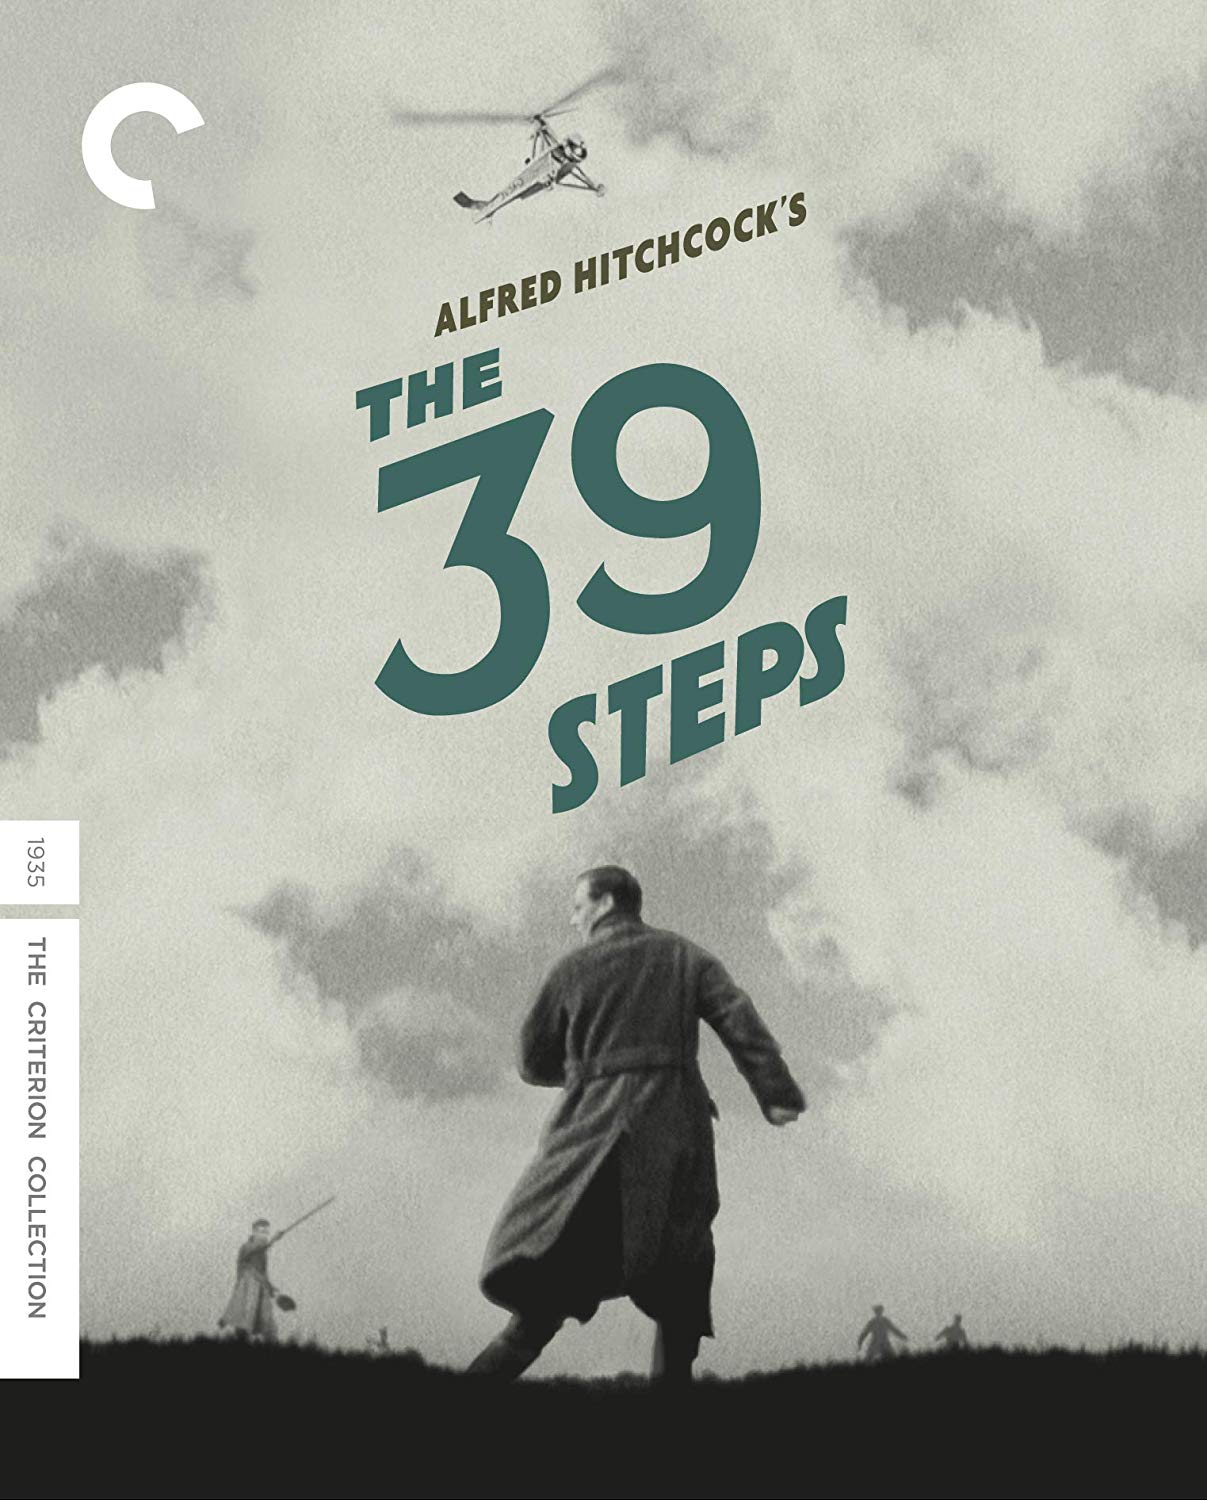 ALFRED HITCHCOCK'S
THE
39
STEPS
1935
THE CRITERION COLLECTION